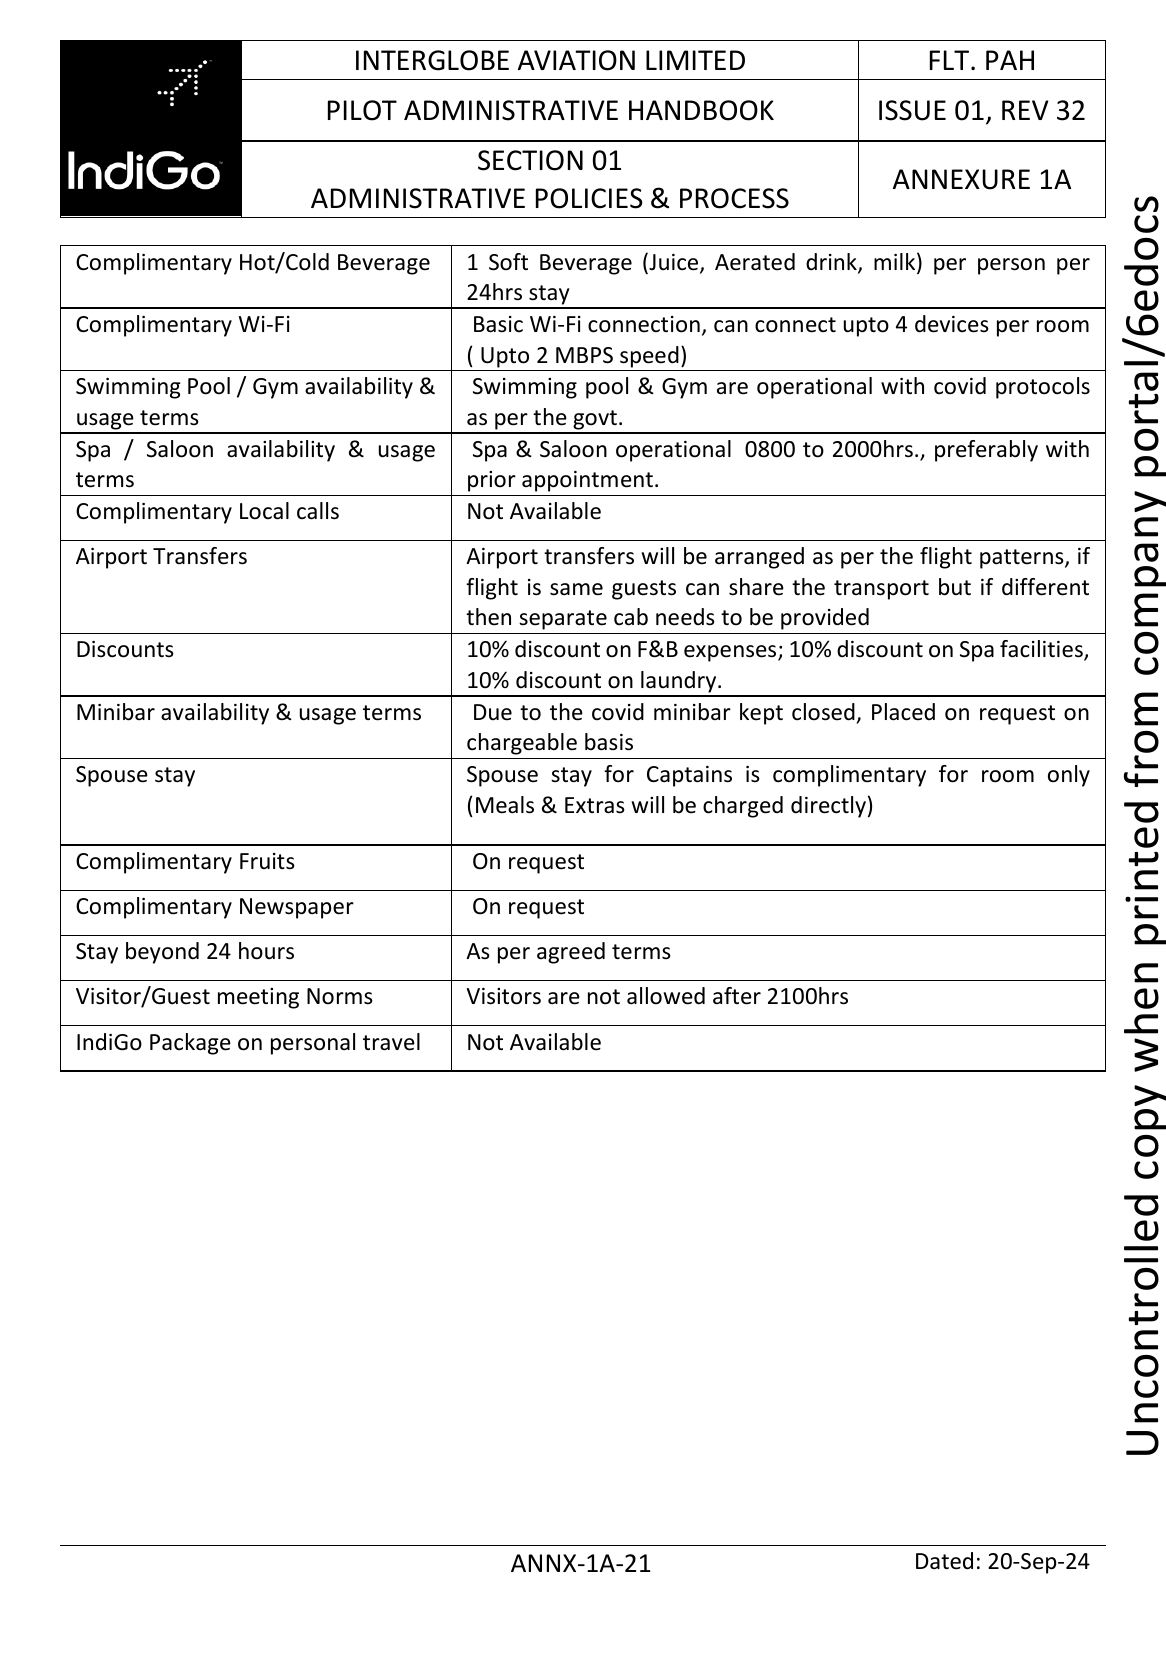 INTERGLOBE AVIATION LIMITED
FLT. PAH
PILOT ADMINISTRATIVE HANDBOOK
ISSUE 01, REV 32
IndiGo
SECTION 01
ADMINISTRATIVE POLICIES & PROCESS
ANNEXURE 1A
Complimentary Hot/Cold Beverage
1 Soft Beverage (Juice, Aerated drink, milk) per person per
24hrs stay
Complimentary Wi-Fi
Basic Wi-Fi connection, can connect upto 4 devices per room
( Upto 2 MBPS speed)
Swimming Pool / Gym availability &
usage terms
Swimming pool & Gym are operational with covid protocols
as per the govt.
Spa / Saloon availability & usage
terms
Spa & Saloon operational 0800 to 2000hrs., preferably with
prior appointment.
Complimentary Local calls
Not Available
Airport Transfers
Airport transfers will be arranged as per the flight patterns, if
flight is same guests can share the transport but if different
then separate cab needs to be provided
Discounts
10% discount on F&B expenses; 10% discount on Spa facilities,
10% discount on laundry.
Minibar availability & usage terms
Due to the covid minibar kept closed, Placed on request on
chargeable basis
Spouse stay
Spouse stay for Captains is complimentary for room only
(Meals & Extras will be charged directly)
Complimentary Fruits
On request
Complimentary Newspaper
On request
Stay beyond 24 hours
As per agreed terms
Visitor/Guest meeting Norms
Visitors are not allowed after 2100hrs
IndiGo Package on personal travel
Not Available
Uncontrolled copy when printed from company portal/6edocs
ANNX-1A-21
Dated: 20-Sep-24